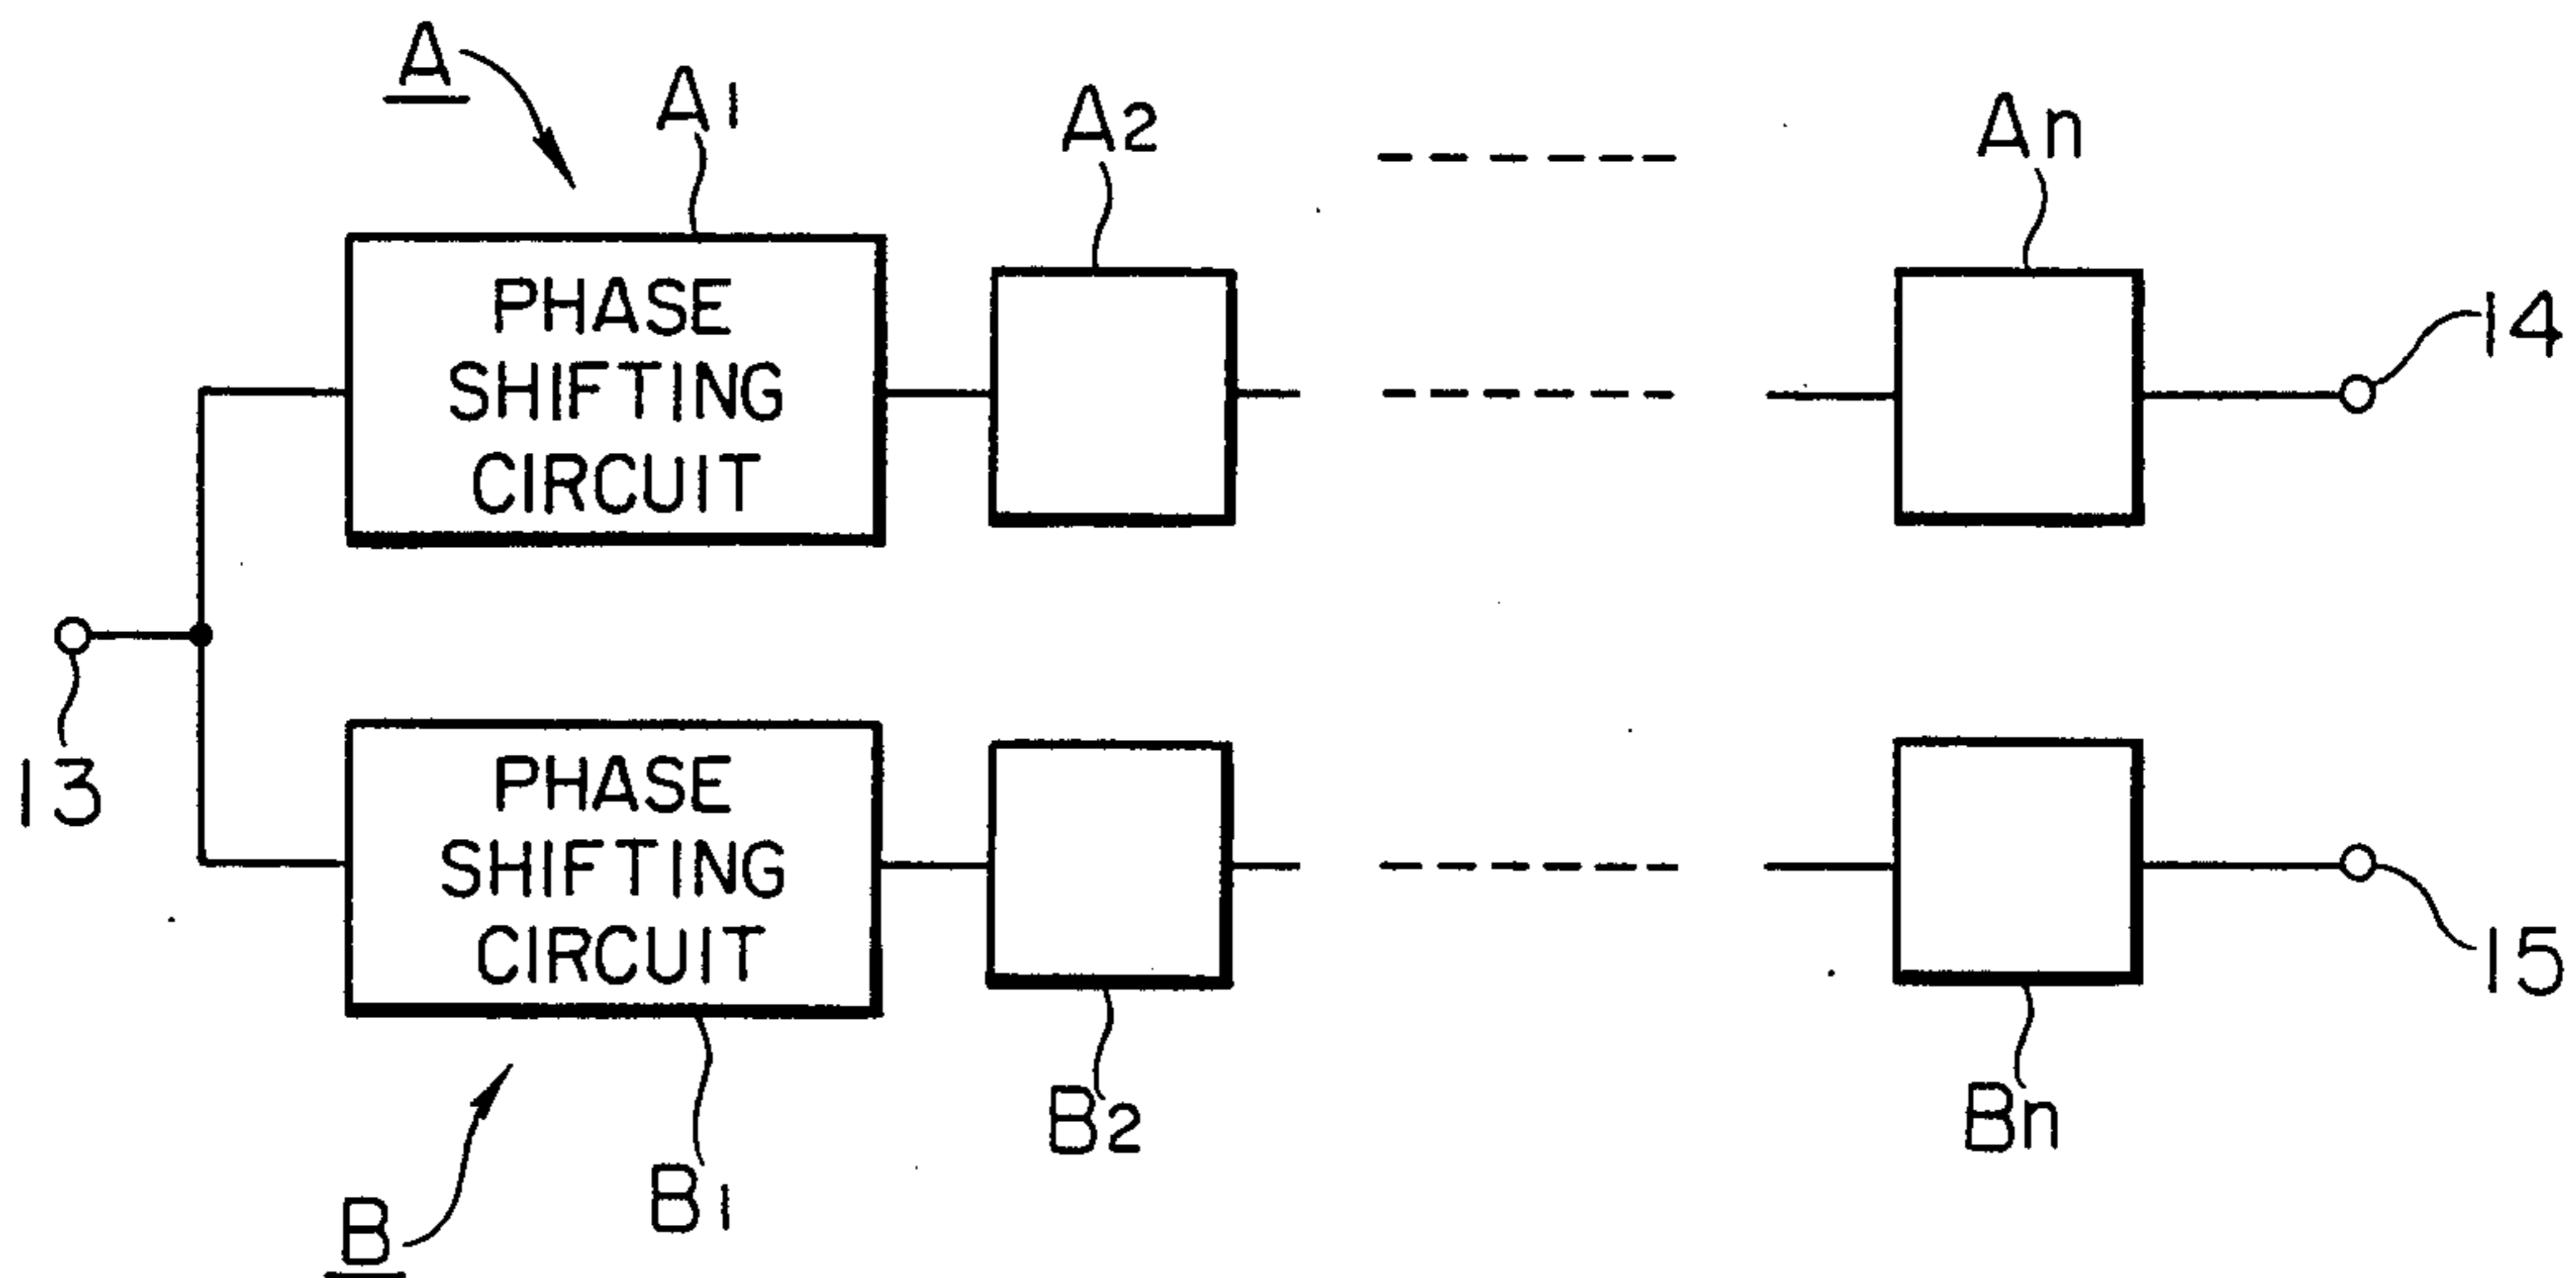 A
A1
A2
An
PHASE
SHIFTING
CIRCUIT
14
13
PHASE
SHIFTING
CIRCUIT
15
B1
B2
Bn
B